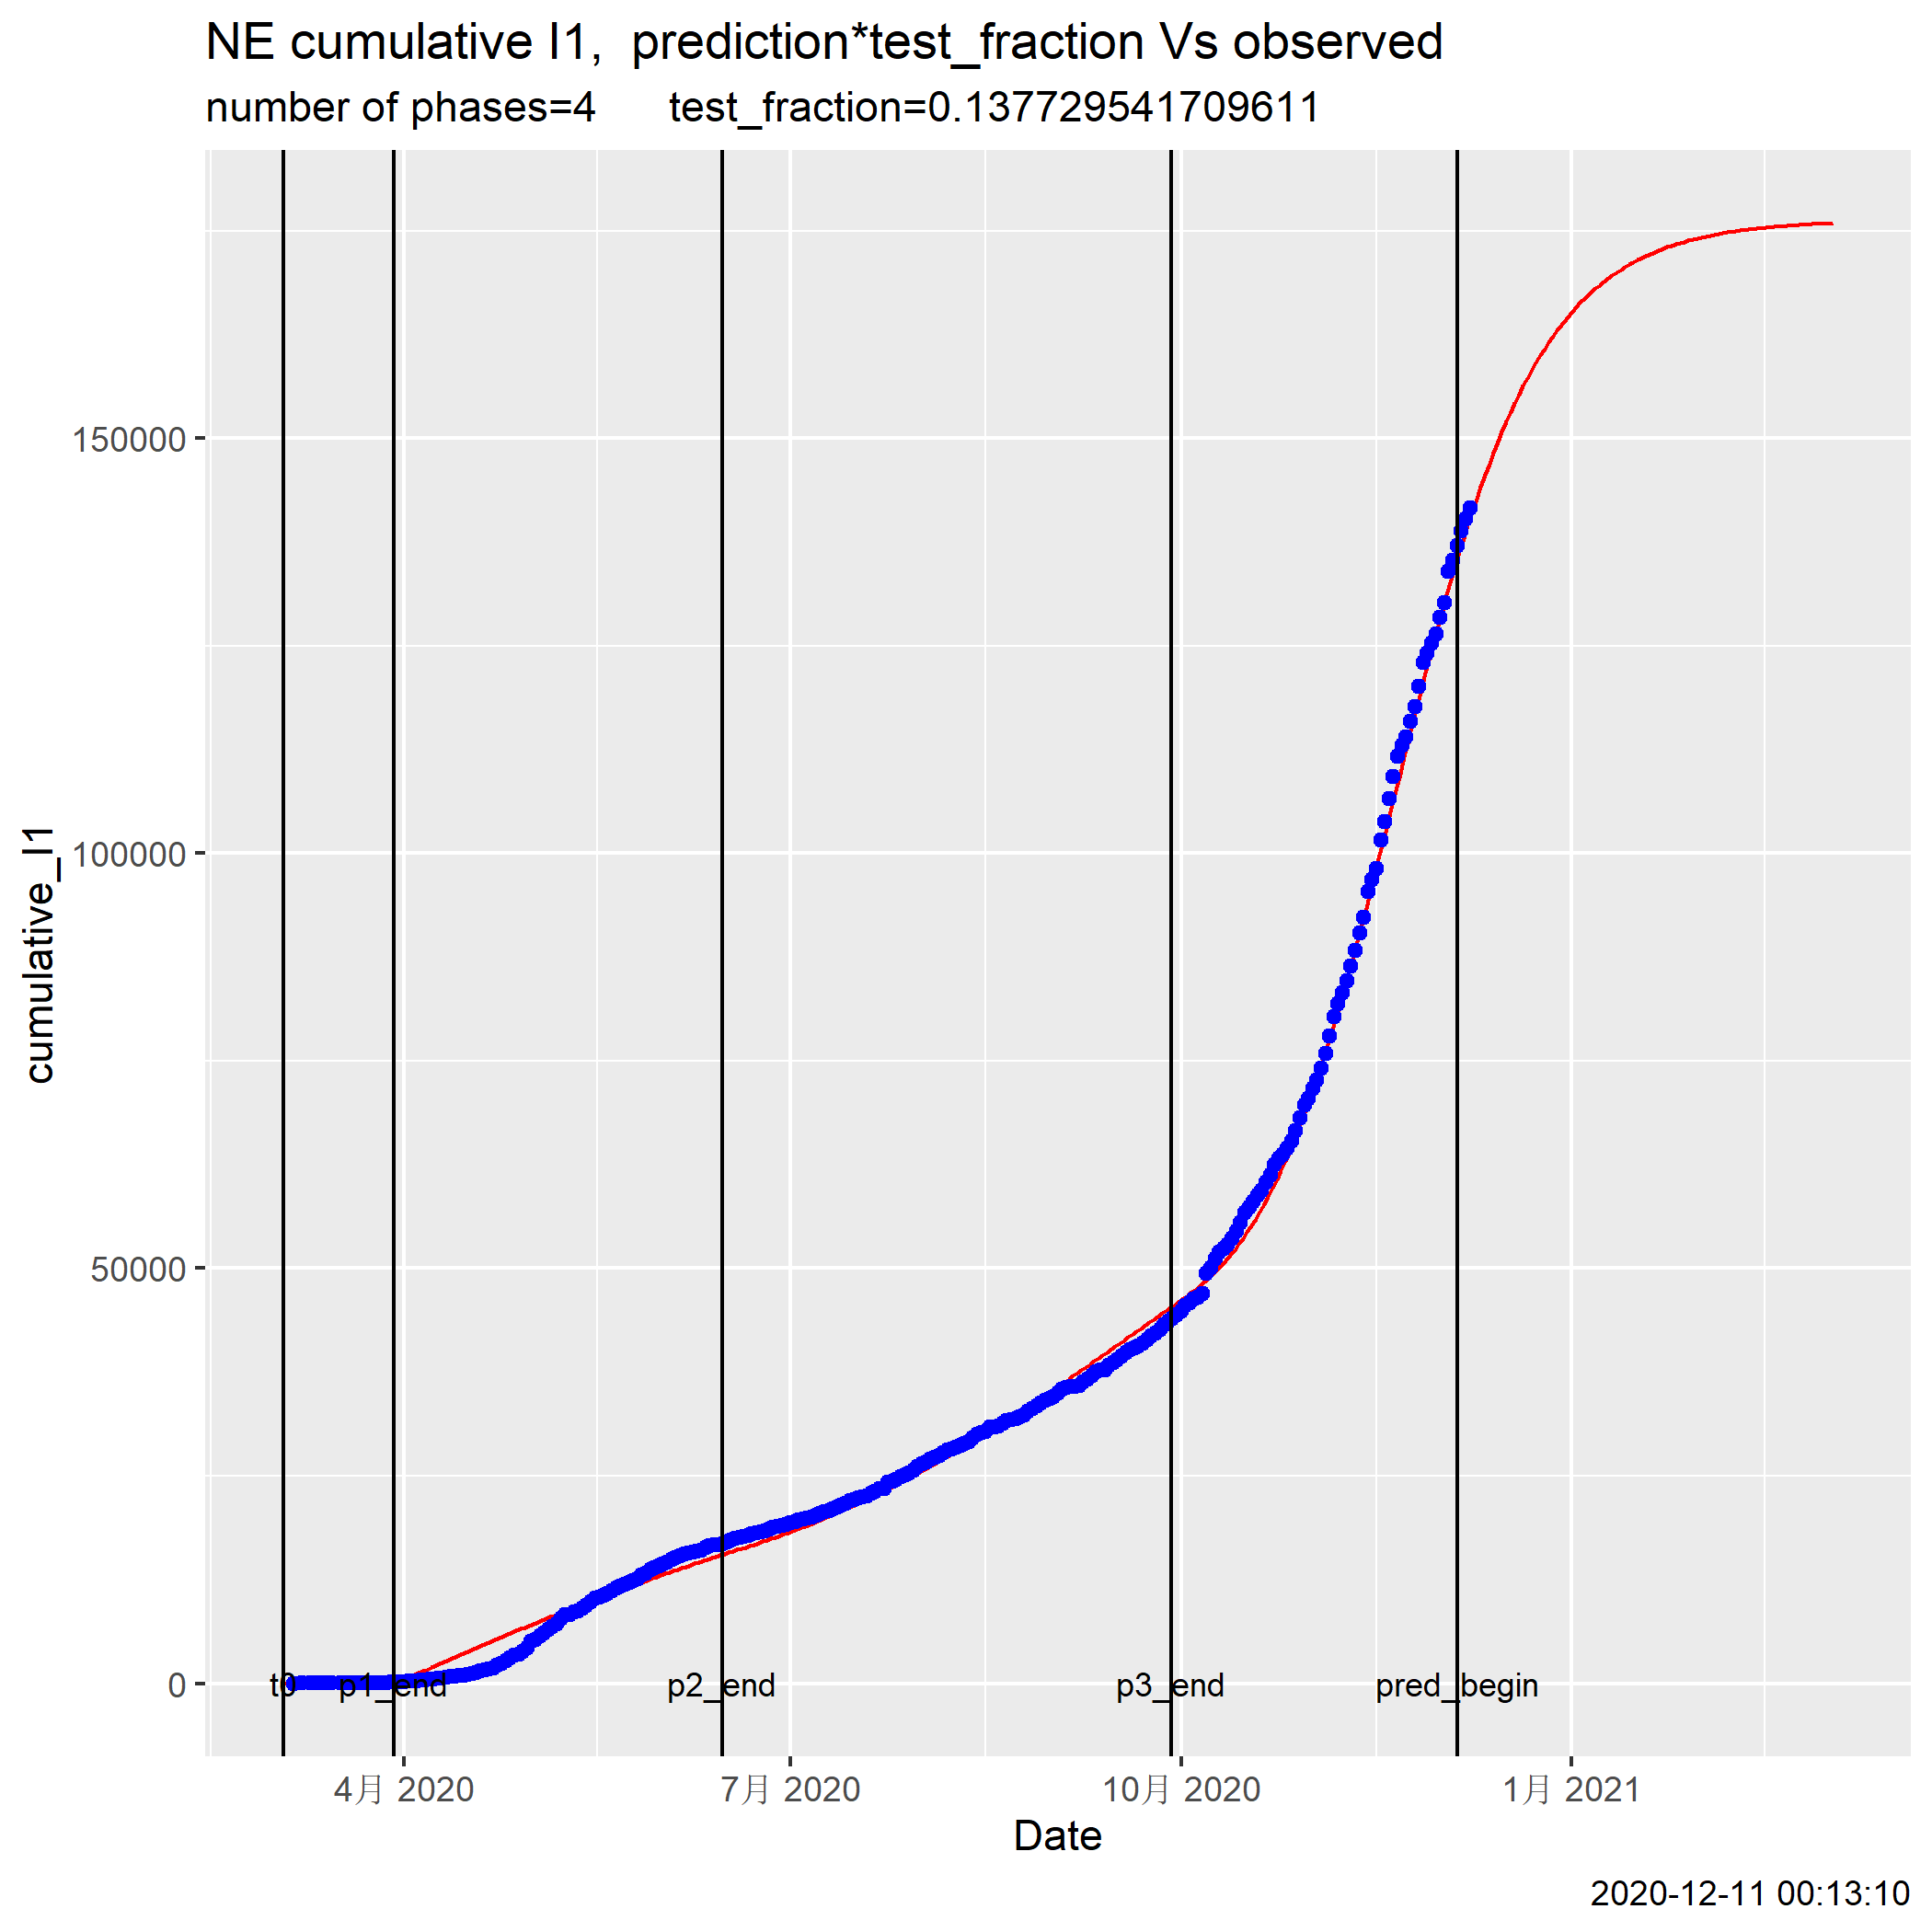 NE cumulative I1,  prediction*test_fraction Vs observed
number of phases=4      test_fraction=0.137729541709611
cumulative_I1
150000
100000
50000
0
t0 p1_end p2_end p3_end pred_begin
4月 2020 7月 2020 10月 2020 1月 2021
Date
2020-12-11 00:13:10